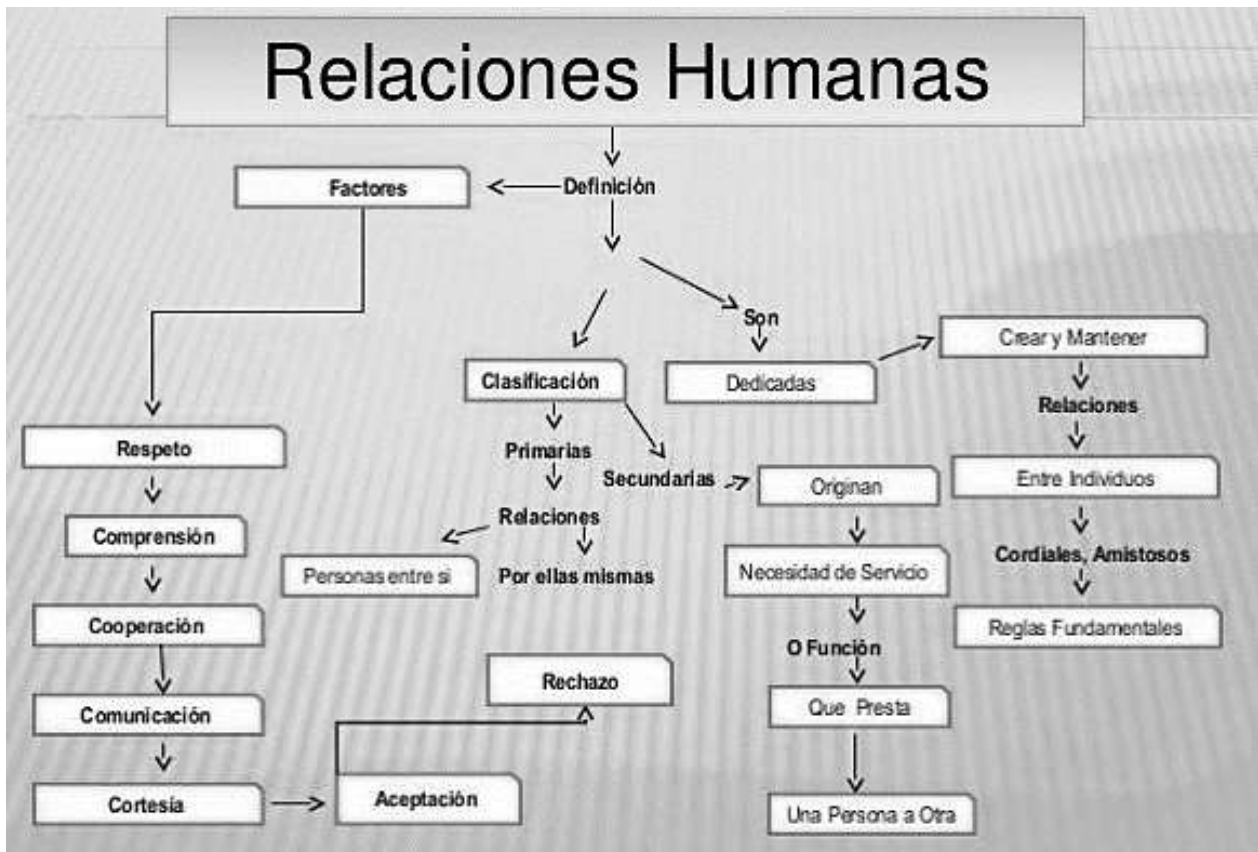 Relaciones Humanas
Definición
Factores
Respeto
Comprensión
Cooperación
Comunicación
Cortesía
Aceptación
Rechazo
Clasificación
Primarias
Relaciones
Personas entre si
Por ellas mismas
Secundarias
Originan
Necesidad de Servicio
O Función
Que Presta
Una Persona a Otra
Son
Dedicadas
Crear y Mantener
Relaciones
Entre Individuos
Cordiales, Amistosos
Reglas Fundamentales